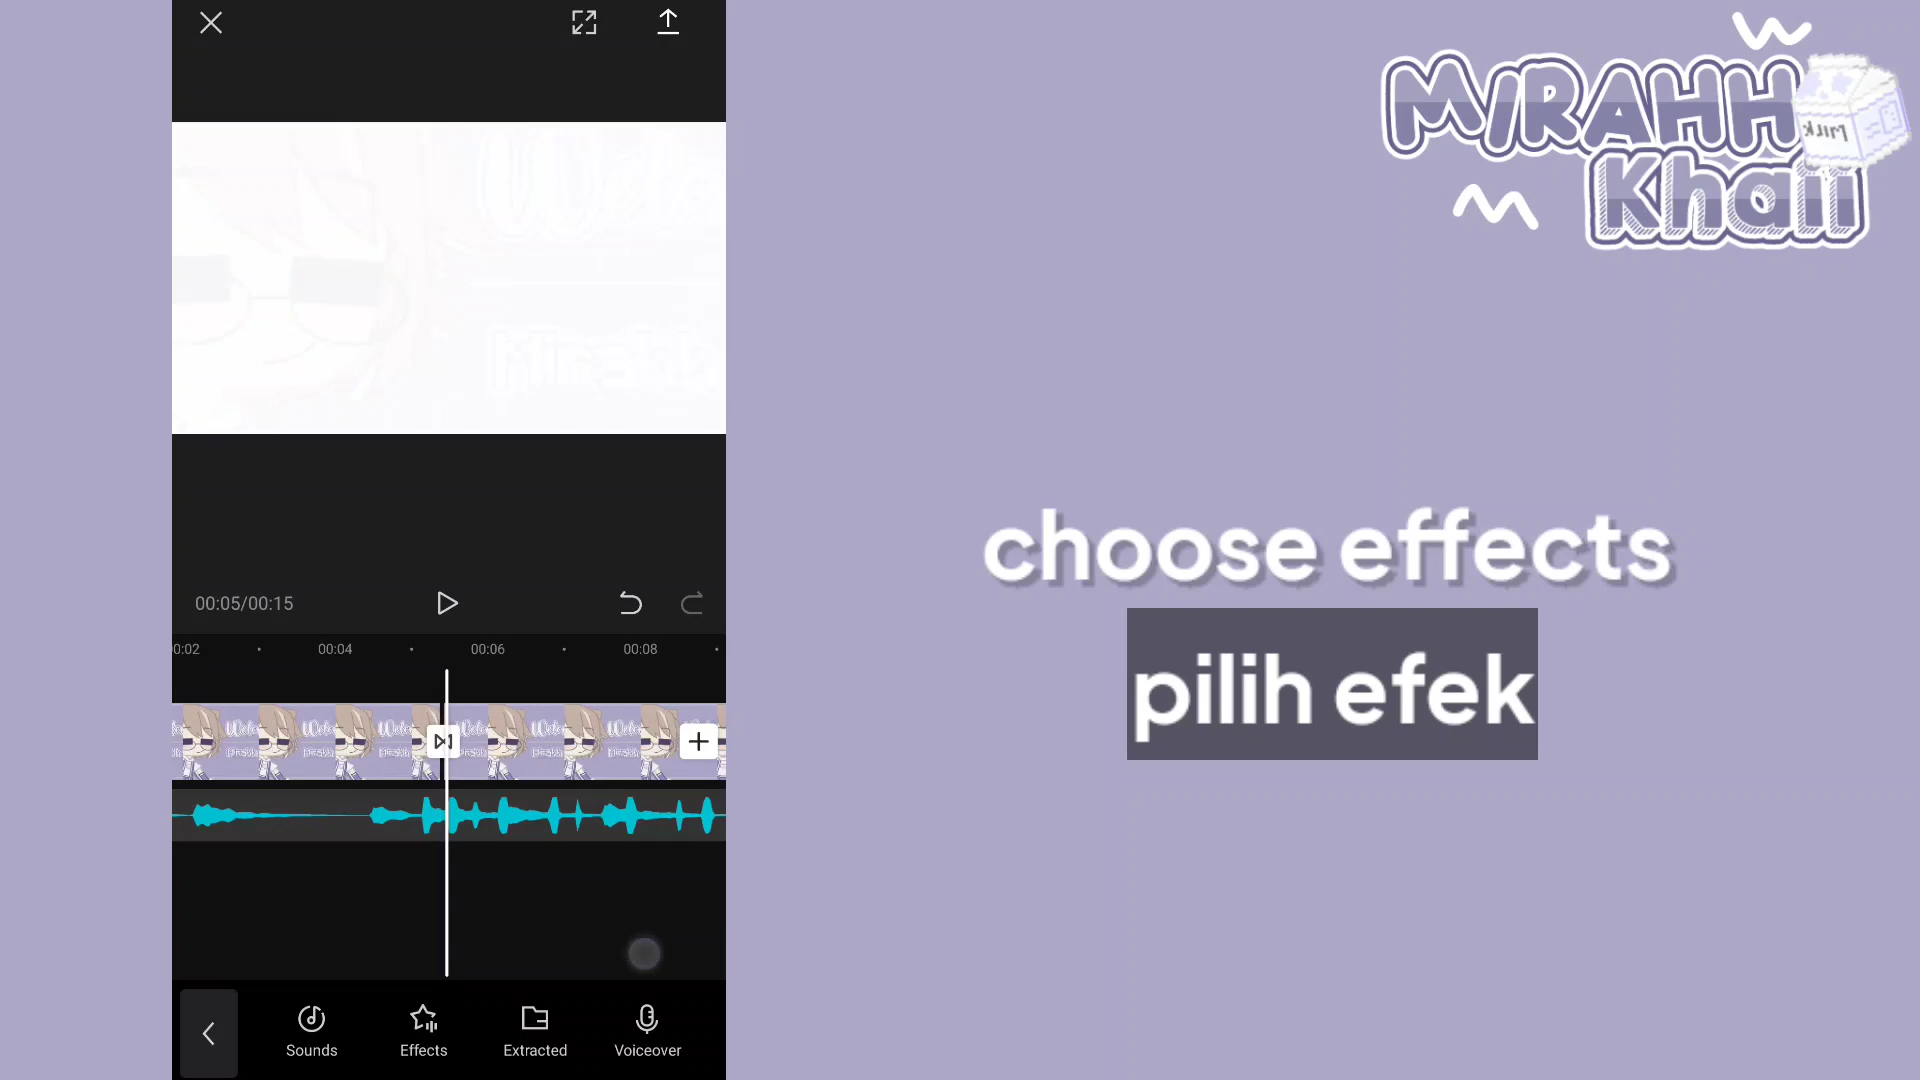 MIRAHH
Milk
Khaii
choose effects
pilih efek
00:05/00:15
0:02
00:04
00:06
00:08
Sounds
Effects
Extracted
Voiceover